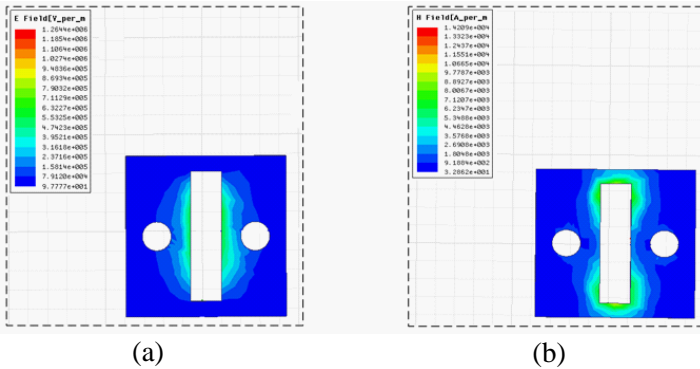 E Field[V_per_m
1.2644e+006
1.1854e+006
1.1064e+006
1.0274e+006
9.4836e+005
8.6934e+005
7.9032e+005
7.1129e+005
6.3227e+005
5.5325e+005
4.7423e+005
3.9521e+005
3.1618e+005
2.3716e+005
1.5814e+005
7.9120e+004
9.7777e+001
(a)
H Field[A_per_m
1.4209e+004
1.3323e+004
1.2437e+004
1.1551e+004
1.0665e+004
9.7787e+003
8.8927e+003
8.0067e+003
7.1207e+003
6.2347e+003
5.3488e+003
4.4628e+003
3.5768e+003
2.6908e+003
1.8048e+003
9.1884e+002
3.2862e+001
(b)